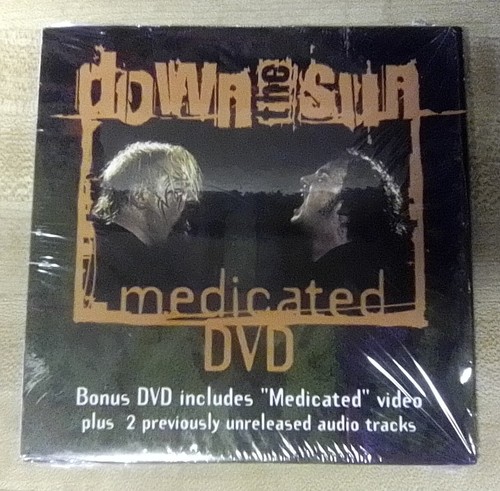 down the sun
medicated
DVD
Bonus DVD includes "Medicated" video
plus 2 previously unreleased audio tracks